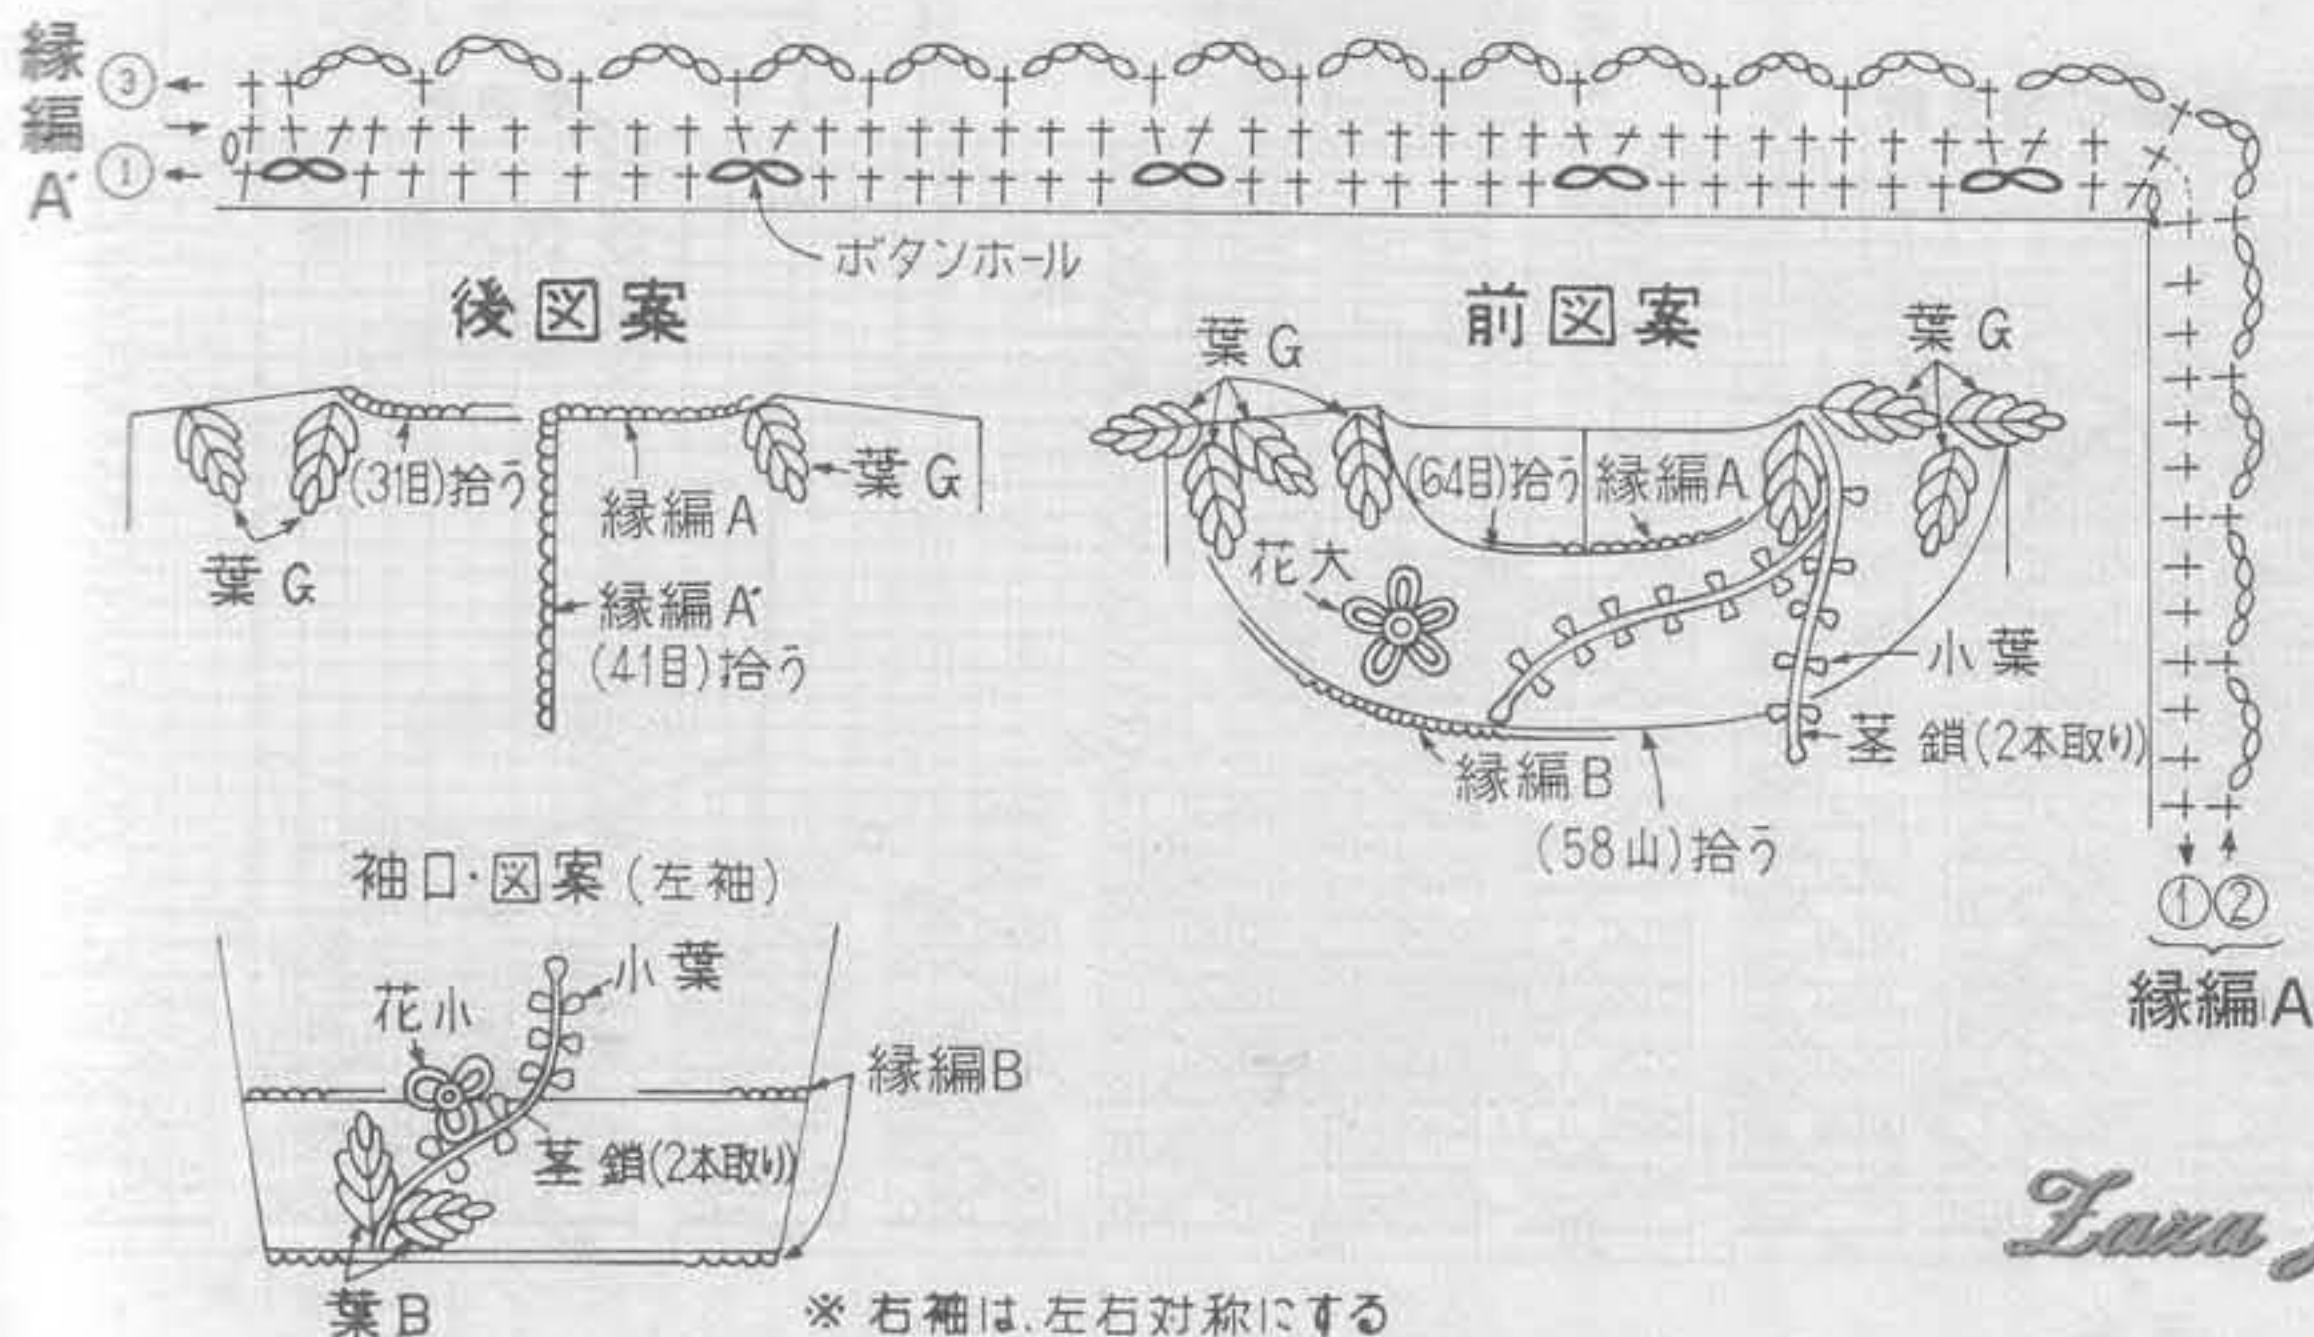 縁編A'
③
①
0
ボタンホール
後図案
(31目)拾う
葉G
縁編A
葉G
縁編A'
(41目)拾う
前図案
葉G
葉G
(64目)拾う
縁編A
花大
小葉
茎 鎖(2本取り)
縁編B
(58山)拾う
①②
縁編A
袖口・図案(左袖)
小葉
花小
縁編B
茎 鎖(2本取り)
葉B
※ 右袖は、左右対称にする
Zaza